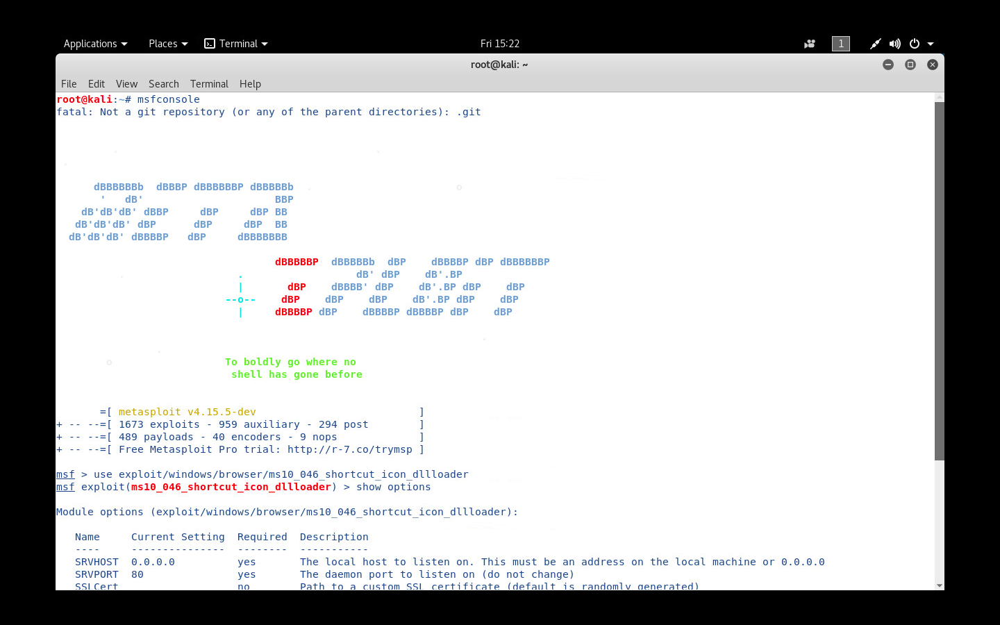 Applications Places Terminal Fri 15:22 1
root@kali: ~
File Edit View Search Terminal Help
root@kali:~# msfconsole
fatal: Not a git repository (or any of the parent directories): .git
dBBBBBBb  dBBBP dBBBBBBP dBBBBBb  .                       o
'   dB'                     BBP
dB'dB'dB' dBBP     dBP     dBP BB
dB'dB'dB' dBP      dBP     dBP  BB
dB'dB'dB' dBBBBP   dBP     dBBBBBBB
dBBBBBP  dBBBBBb  dBP    dBBBBP dBP dBBBBBBP
.                  dB' dBP    dB'.BP
|       dBP    dBBBB' dBP    dB'.BP dBP    dBP
--o--    dBP    dBP    dBP    dB'.BP dBP    dBP
|     dBBBBP dBP    dBBBBP dBBBBP dBP    dBP
o                  To boldly go where no
shell has gone before
=[ metasploit v4.15.5-dev                          ]
+ -- --=[ 1673 exploits - 959 auxiliary - 294 post        ]
+ -- --=[ 489 payloads - 40 encoders - 9 nops             ]
+ -- --=[ Free Metasploit Pro trial: http://r-7.co/trymsp ]
msf > use exploit/windows/browser/ms10_046_shortcut_icon_dllloader
msf exploit(ms10_046_shortcut_icon_dllloader) > show options
Module options (exploit/windows/browser/ms10_046_shortcut_icon_dllloader):
Name     Current Setting  Required  Description
----     ---------------  --------  -----------
SRVHOST  0.0.0.0          yes       The local host to listen on. This must be an address on the local machine or 0.0.0.0
SRVPORT  80               yes       The daemon port to listen on (do not change)
SSLCert                   no        Path to a custom SSL certificate (default is randomly generated)